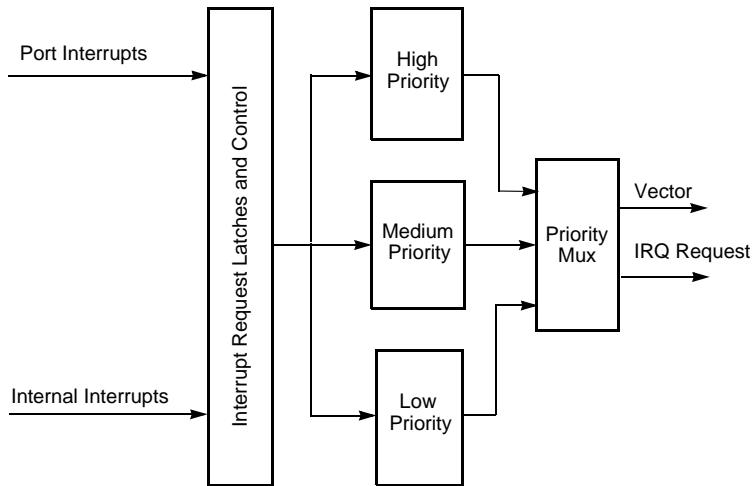 Port Interrupts
Internal Interrupts
Interrupt Request Latches and Control
High
Priority
Medium
Priority
Low
Priority
Priority
Mux
Vector
IRQ Request